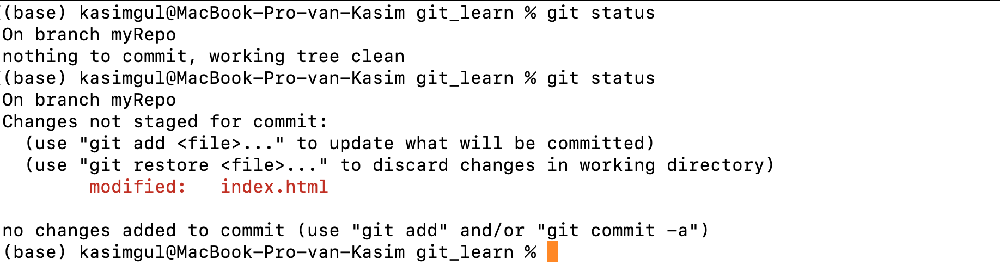 (base) kasimgul@MacBook-Pro-van-Kasim git_learn % git status
On branch myRepo
nothing to commit, working tree clean
(base) kasimgul@MacBook-Pro-van-Kasim git_learn % git status
On branch myRepo
Changes not staged for commit:
  (use "git add <file>..." to update what will be committed)
  (use "git restore <file>..." to discard changes in working directory)
        modified:   index.html

no changes added to commit (use "git add" and/or "git commit -a")
(base) kasimgul@MacBook-Pro-van-Kasim git_learn %